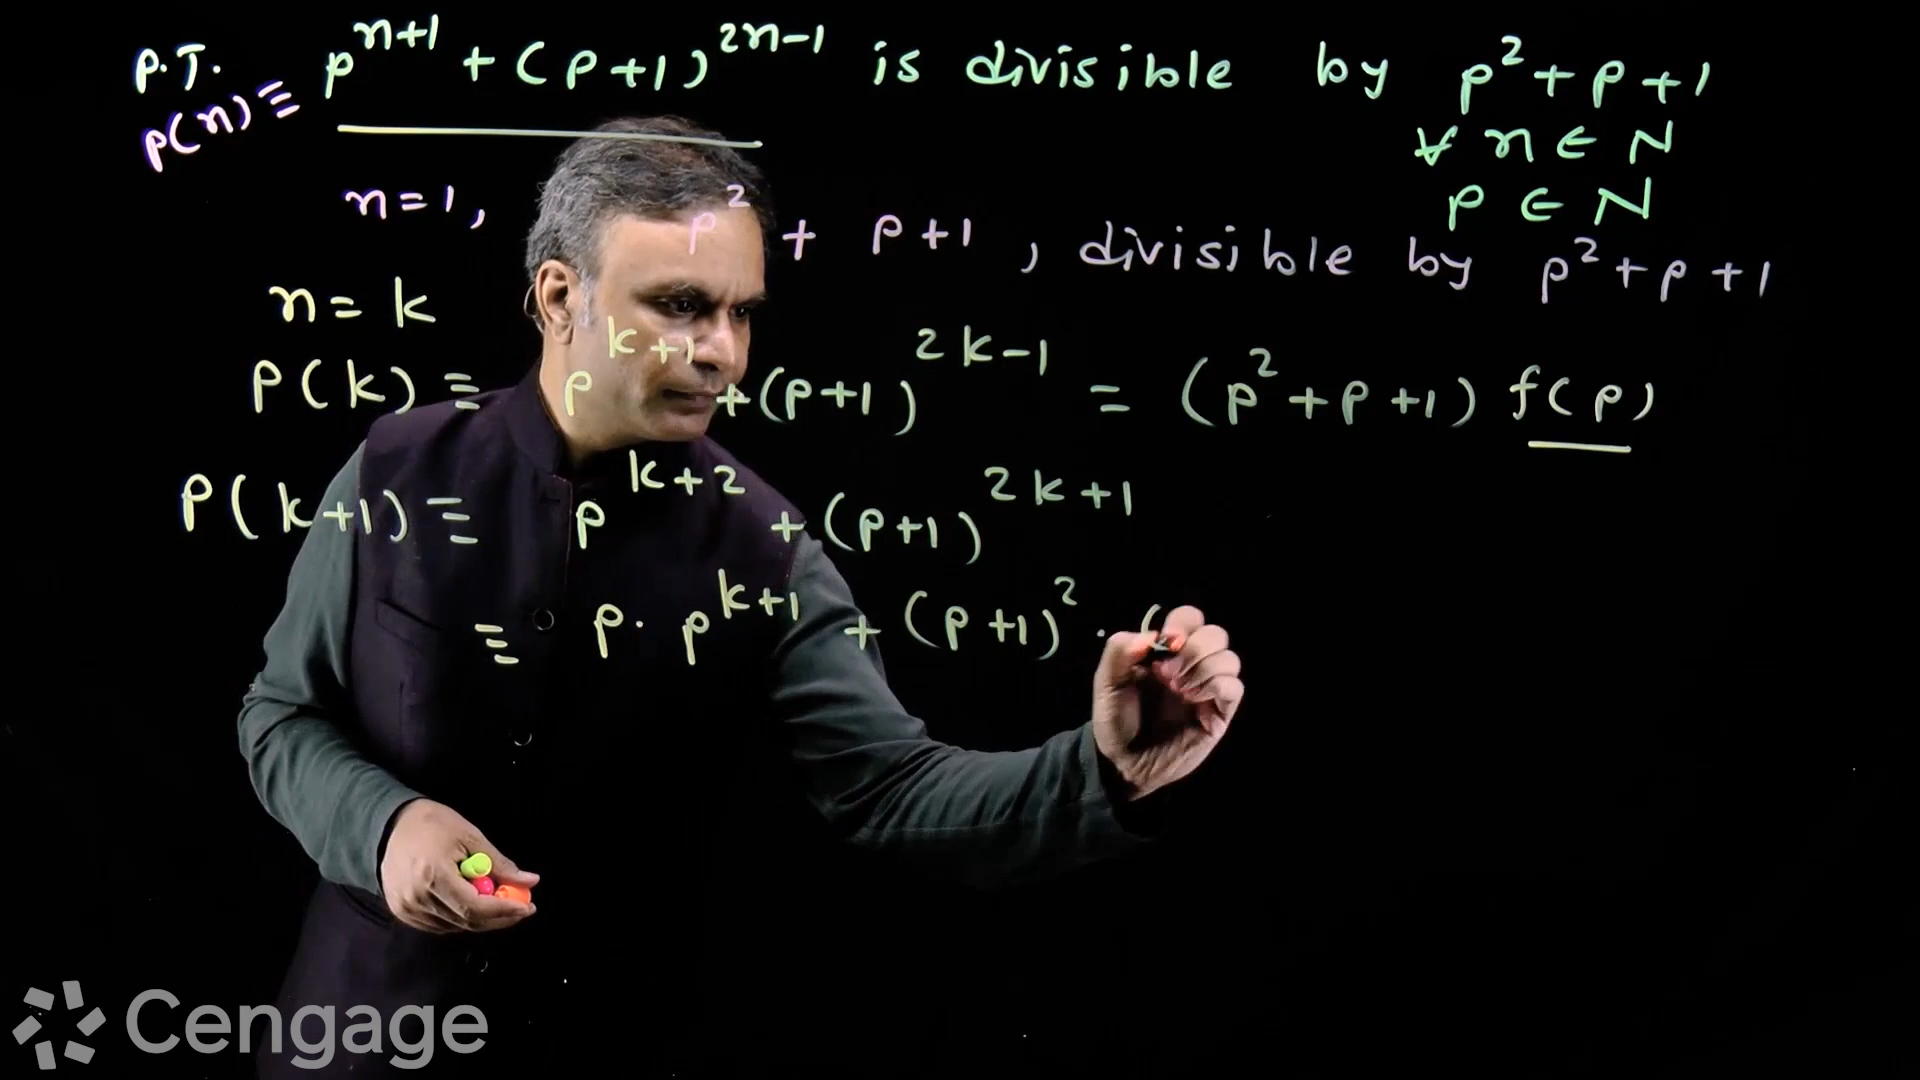 P.T. p^{n+1} + (p+1)^{2n-1} is divisible by p^2 + p + 1
P(n) ≡
∀ n ∈ N
p ∈ N
n = 1, p^2 + p+1 , divisible by p^2 + p + 1
n = k
P(k) ≡ p^{k+1} + (p+1)^{2k-1} = (p^2 + p + 1) f(p)
P(k+1) ≡ p^{k+2} + (p+1)^{2k+1}
≡ p · p^{k+1} + (p+1)^2 · (
Cengage